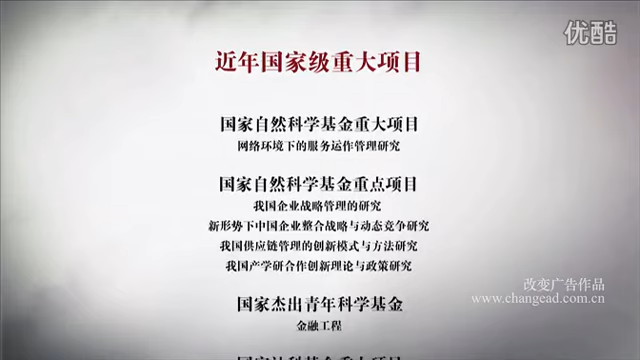 优酷
近年国家级重大项目
国家自然科学基金重大项目
网络环境下的服务运作管理研究
国家自然科学基金重点项目
我国企业战略管理的研究
新形势下中国企业整合战略与动态竞争研究
我国供应链管理的创新模式与方法研究
我国产学研合作创新理论与政策研究
改变广告作品
www.changead.com.cn
国家杰出青年科学基金
金融工程